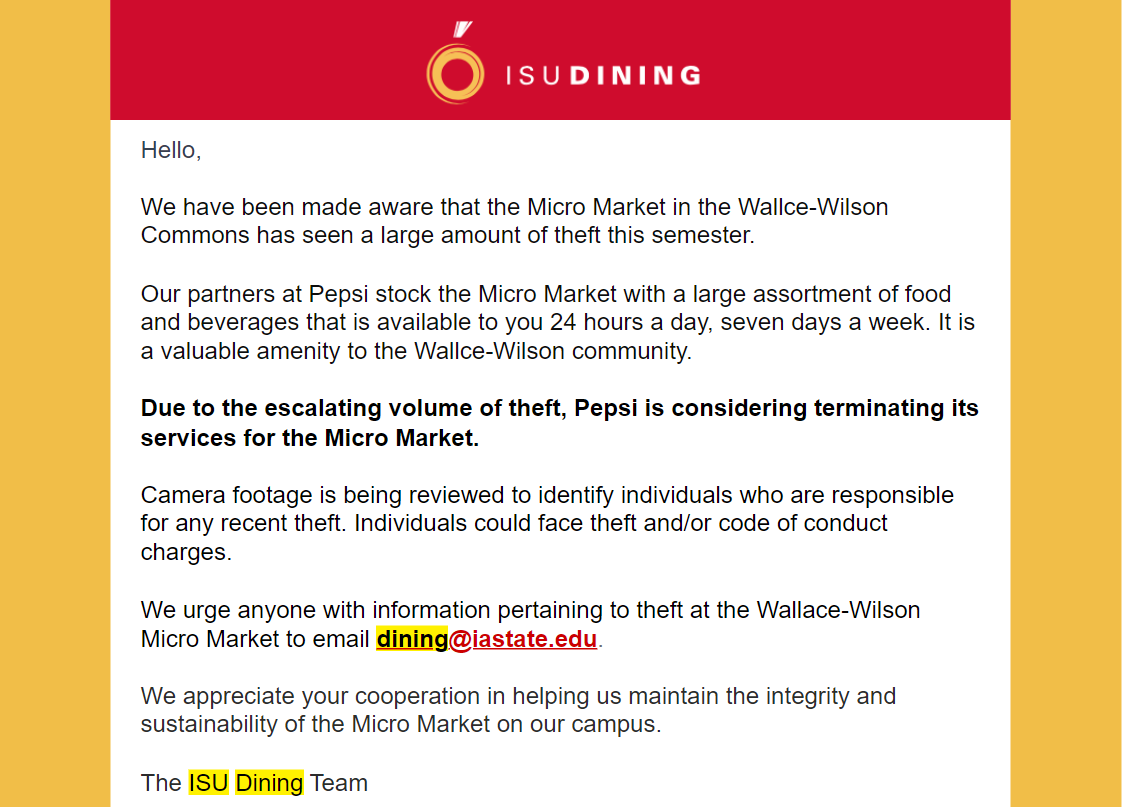 ISUDINING
Hello,
We have been made aware that the Micro Market in the Wallce-Wilson
Commons has seen a large amount of theft this semester.
Our partners at Pepsi stock the Micro Market with a large assortment of food
and beverages that is available to you 24 hours a day, seven days a week. It is
a valuable amenity to the Wallce-Wilson community.
Due to the escalating volume of theft, Pepsi is considering terminating its
services for the Micro Market.
Camera footage is being reviewed to identify individuals who are responsible
for any recent theft. Individuals could face theft and/or code of conduct
charges.
We urge anyone with information pertaining to theft at the Wallace-Wilson
Micro Market to email dining@iastate.edu.
We appreciate your cooperation in helping us maintain the integrity and
sustainability of the Micro Market on our campus.
The ISU Dining Team